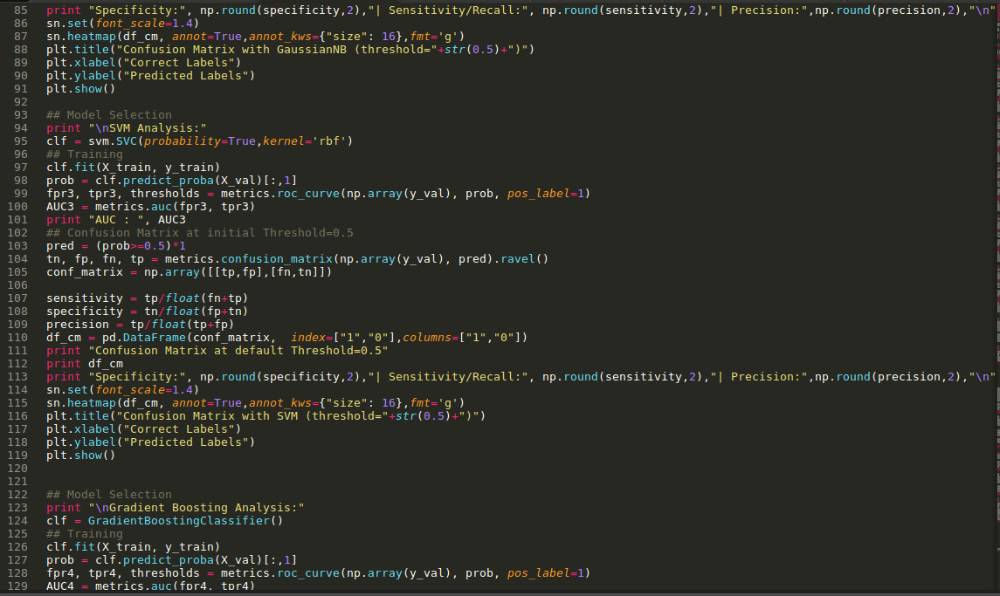 85 print "Specificity:", np.round(specificity,2),"| Sensitivity/Recall:", np.round(sensitivity,2),"| Precision:",np.round(precision,2),"\n"
86 sn.set(font_scale=1.4)
87 sn.heatmap(df_cm, annot=True,annot_kws={"size": 16},fmt='g')
88 plt.title("Confusion Matrix with GaussianNB (threshold="+str(0.5)+")")
89 plt.xlabel("Correct Labels")
90 plt.ylabel("Predicted Labels")
91 plt.show()
92
93 ## Model Selection
94 print "\nSVM Analysis:"
95 clf = svm.SVC(probability=True,kernel='rbf')
96 ## Training
97 clf.fit(X_train, y_train)
98 prob = clf.predict_proba(X_val)[:,1]
99 fpr3, tpr3, thresholds = metrics.roc_curve(np.array(y_val), prob, pos_label=1)
100 AUC3 = metrics.auc(fpr3, tpr3)
101 print "AUC : ", AUC3
102 ## Confusion Matrix at initial Threshold=0.5
103 pred = (prob>=0.5)*1
104 tn, fp, fn, tp = metrics.confusion_matrix(np.array(y_val), pred).ravel()
105 conf_matrix = np.array([[tp,fp],[fn,tn]])
106
107 sensitivity = tp/float(fn+tp)
108 specificity = tn/float(fp+tn)
109 precision = tp/float(tp+fp)
110 df_cm = pd.DataFrame(conf_matrix,  index=["1","0"],columns=["1","0"])
111 print "Confusion Matrix at default Threshold=0.5"
112 print df_cm
113 print "Specificity:", np.round(specificity,2),"| Sensitivity/Recall:", np.round(sensitivity,2),"| Precision:",np.round(precision,2),"\n"
114 sn.set(font_scale=1.4)
115 sn.heatmap(df_cm, annot=True,annot_kws={"size": 16},fmt='g')
116 plt.title("Confusion Matrix with SVM (threshold="+str(0.5)+")")
117 plt.xlabel("Correct Labels")
118 plt.ylabel("Predicted Labels")
119 plt.show()
120
121
122 ## Model Selection
123 print "\nGradient Boosting Analysis:"
124 clf = GradientBoostingClassifier()
125 ## Training
126 clf.fit(X_train, y_train)
127 prob = clf.predict_proba(X_val)[:,1]
128 fpr4, tpr4, thresholds = metrics.roc_curve(np.array(y_val), prob, pos_label=1)
129 AUC4 = metrics.auc(fpr4, tpr4)